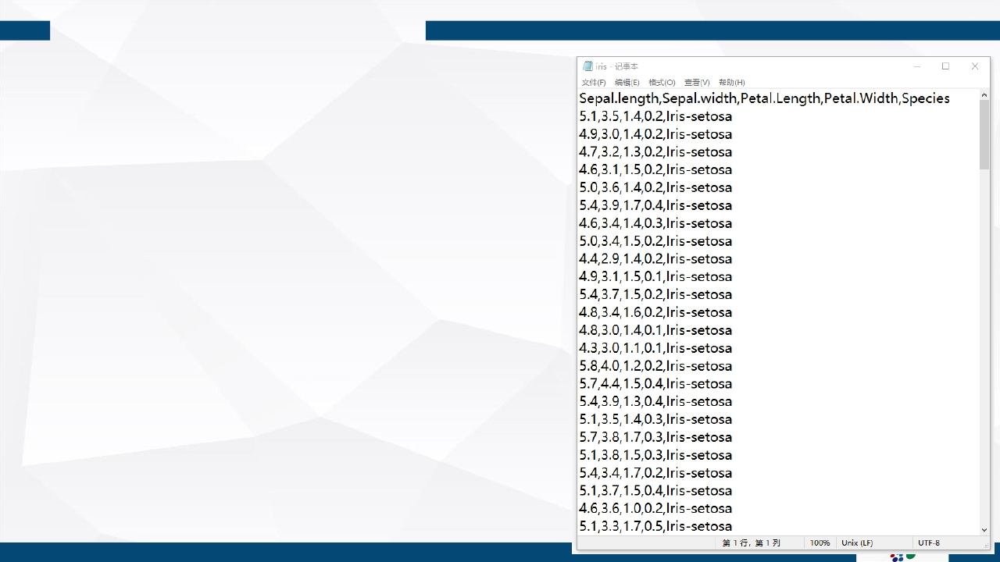 iris - 记事本
文件(F) 编辑(E) 格式(O) 查看(V) 帮助(H)
Sepal.length,Sepal.width,Petal.Length,Petal.Width,Species
5.1,3.5,1.4,0.2,Iris-setosa
4.9,3.0,1.4,0.2,Iris-setosa
4.7,3.2,1.3,0.2,Iris-setosa
4.6,3.1,1.5,0.2,Iris-setosa
5.0,3.6,1.4,0.2,Iris-setosa
5.4,3.9,1.7,0.4,Iris-setosa
4.6,3.4,1.4,0.3,Iris-setosa
5.0,3.4,1.5,0.2,Iris-setosa
4.4,2.9,1.4,0.2,Iris-setosa
4.9,3.1,1.5,0.1,Iris-setosa
5.4,3.7,1.5,0.2,Iris-setosa
4.8,3.4,1.6,0.2,Iris-setosa
4.8,3.0,1.4,0.1,Iris-setosa
4.3,3.0,1.1,0.1,Iris-setosa
5.8,4.0,1.2,0.2,Iris-setosa
5.7,4.4,1.5,0.4,Iris-setosa
5.4,3.9,1.3,0.4,Iris-setosa
5.1,3.5,1.4,0.3,Iris-setosa
5.7,3.8,1.7,0.3,Iris-setosa
5.1,3.8,1.5,0.3,Iris-setosa
5.4,3.4,1.7,0.2,Iris-setosa
5.1,3.7,1.5,0.4,Iris-setosa
4.6,3.6,1.0,0.2,Iris-setosa
5.1,3.3,1.7,0.5,Iris-setosa
第 1 行，第 1 列 100% Unix (LF) UTF-8